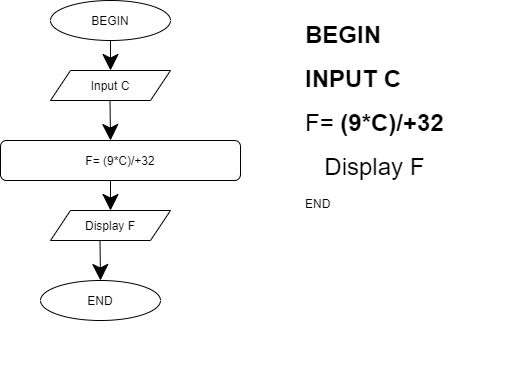 BEGIN
Input C
F= (9*C)/+32
Display F
END
BEGIN
INPUT C
F= (9*C)/+32
Display F
END